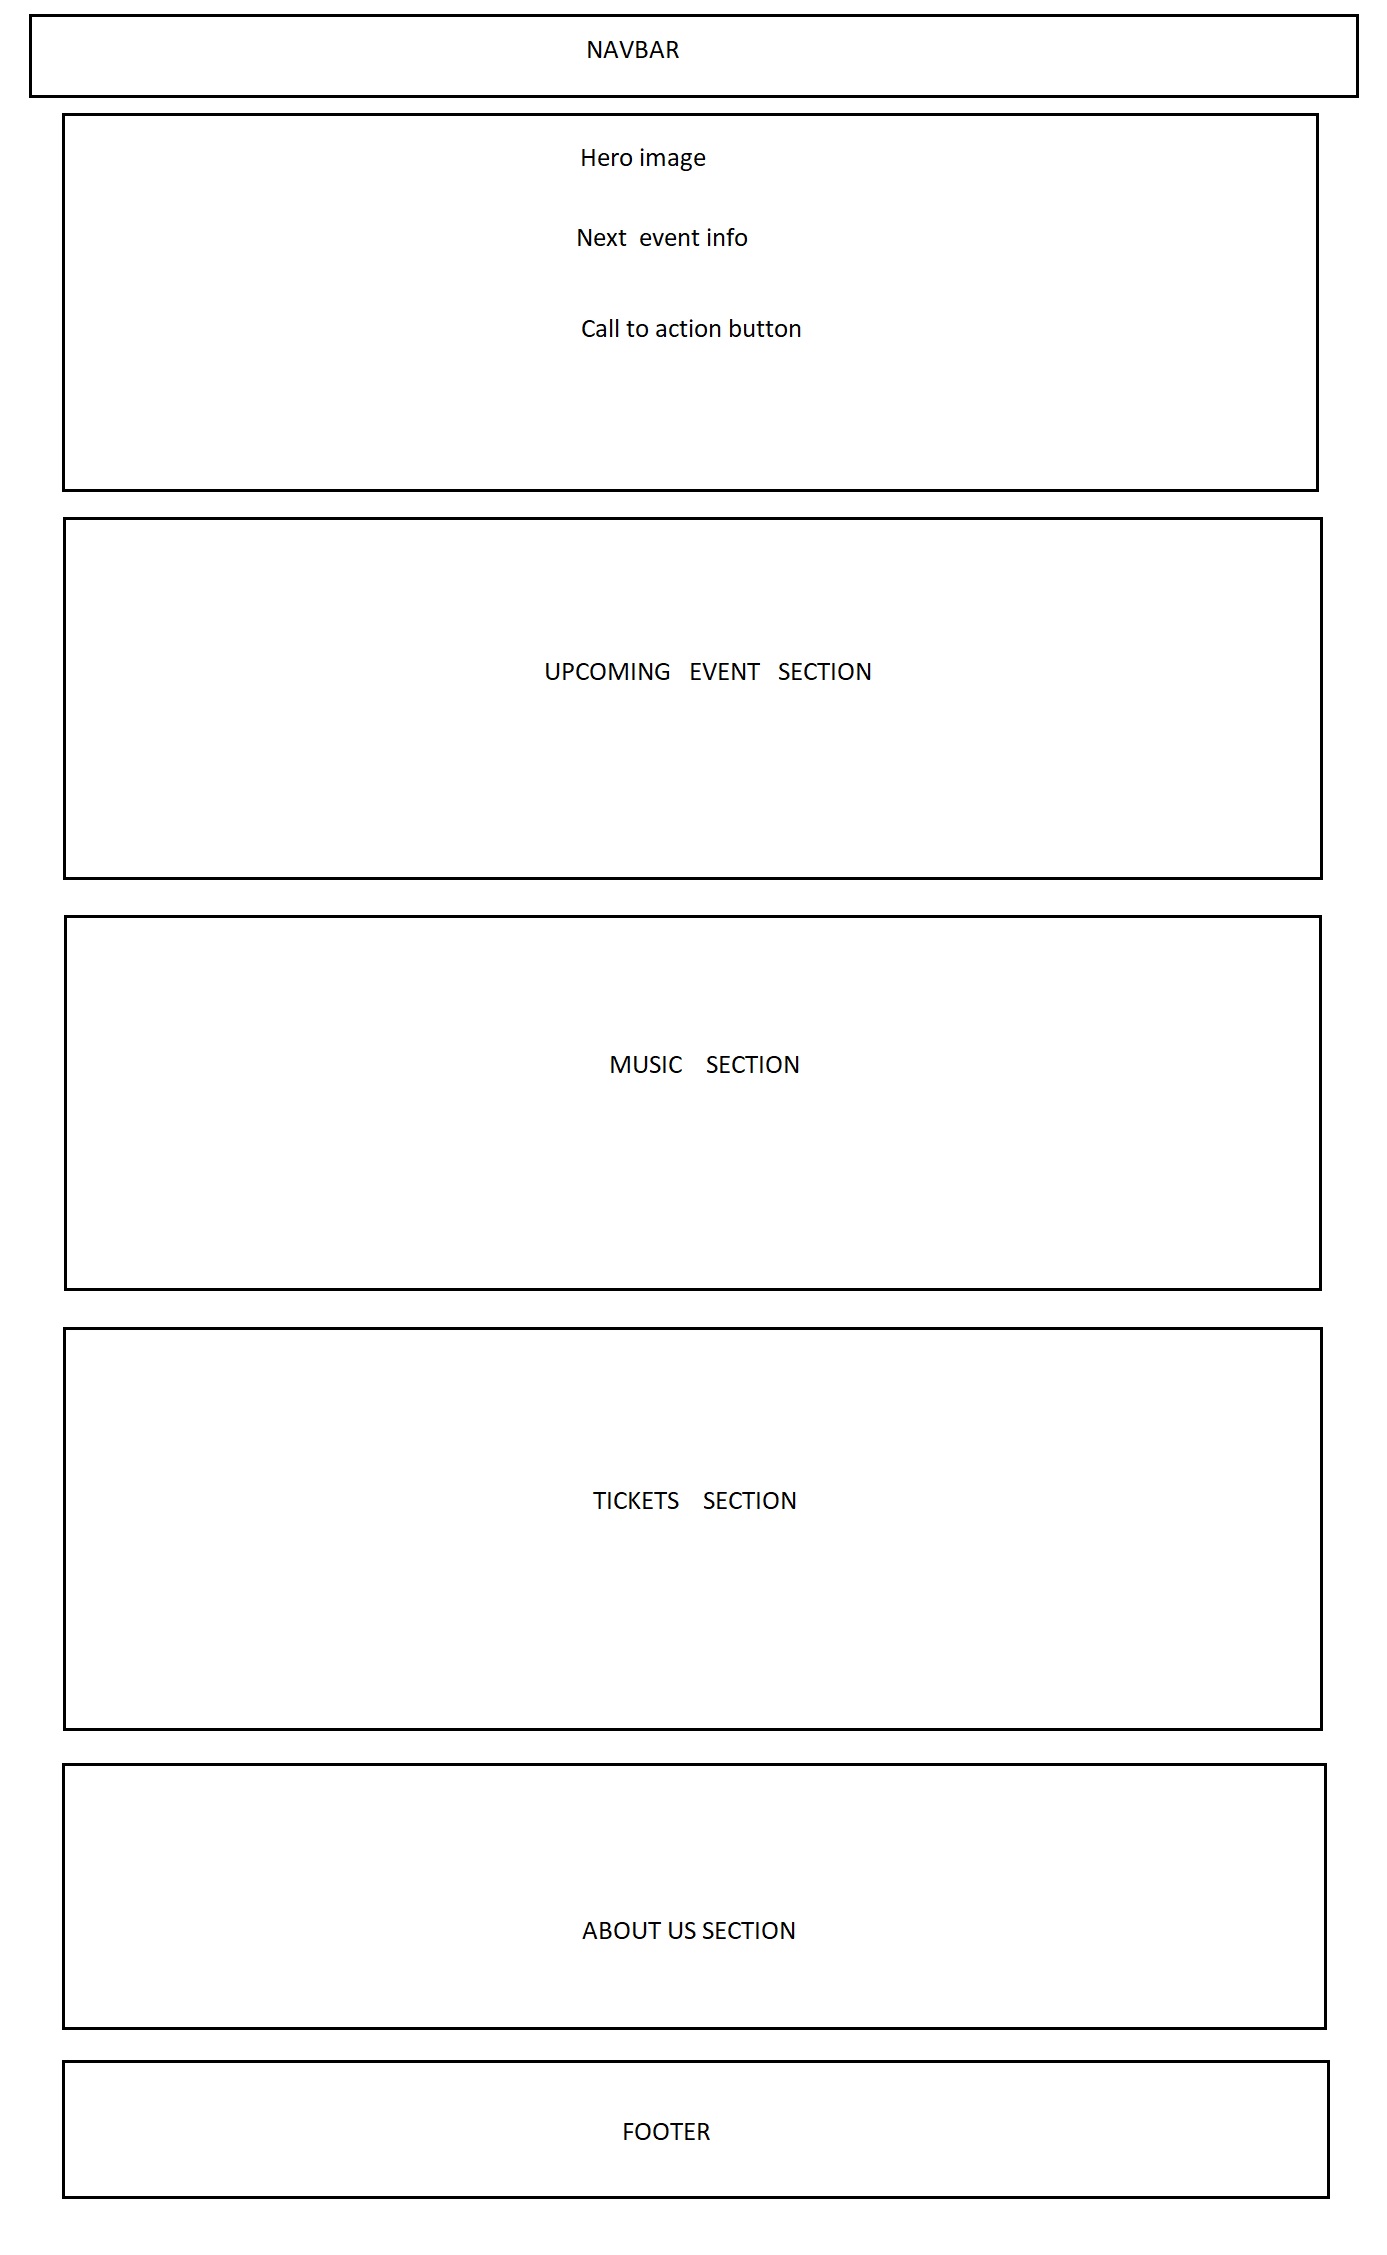 NAVBAR
Hero image
Next  event info
Call to action button
UPCOMING   EVENT   SECTION
MUSIC    SECTION
TICKETS    SECTION
ABOUT US SECTION
FOOTER